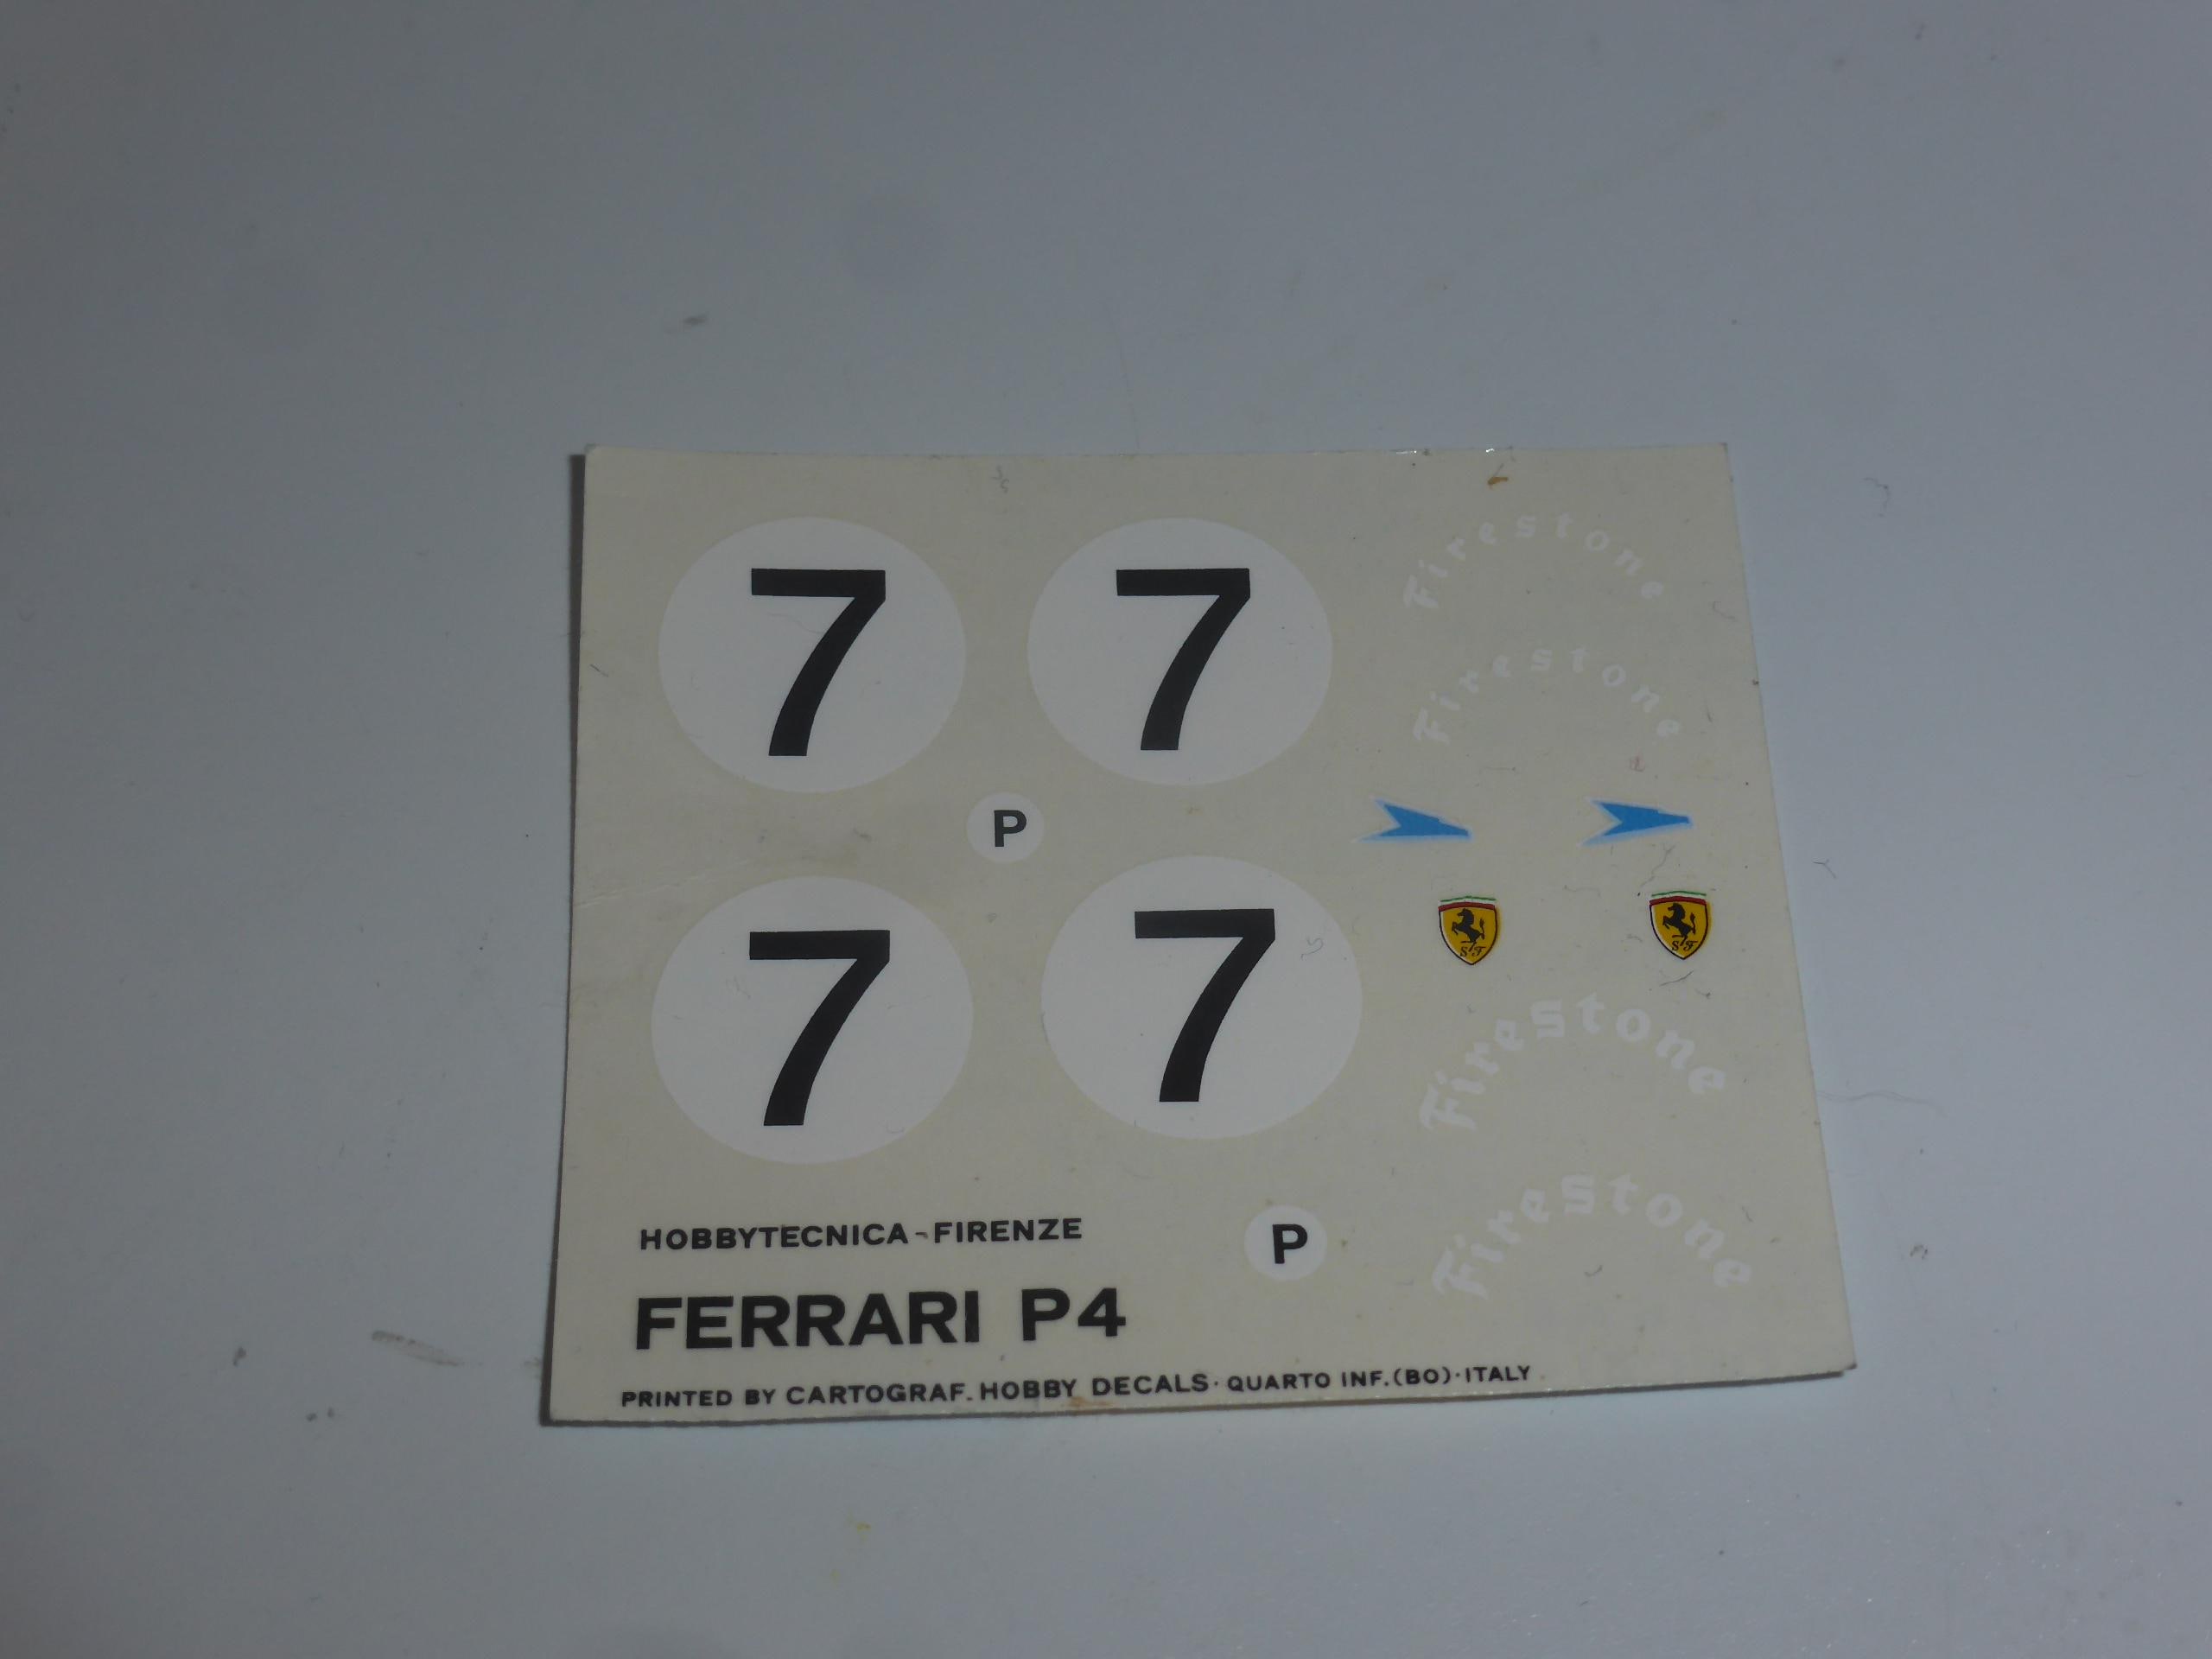 7
7
Firestone
Firestone
P
S F
S F
7
7
Firestone
Firestone
HOBBYTECNICA-FIRENZE
P
FERRARI P4
PRINTED BY CARTOGRAF. HOBBY DECALS · QUARTO INF. (BO) · ITALY